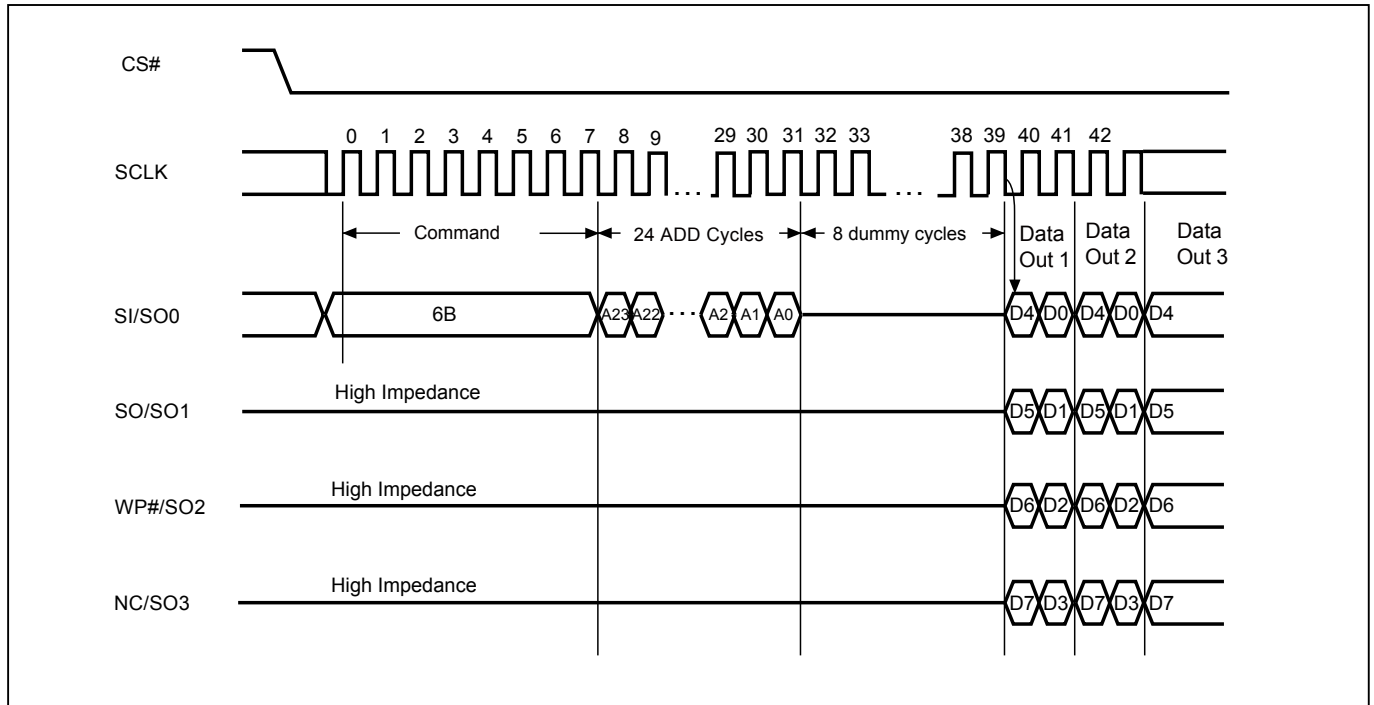 CS#
0 1 2 3 4 5 6 7 8 9 29 30 31 32 33 38 39 40 41 42
SCLK
...
...
Command
24 ADD Cycles
8 dummy cycles
Data Out 1
Data Out 2
Data Out 3
SI/SO0
6B
A23 A22 ... A2 A1 A0
D4 D0 D4 D0 D4
High Impedance
SO/SO1
D5 D1 D5 D1 D5
High Impedance
WP#/SO2
D6 D2 D6 D2 D6
High Impedance
NC/SO3
D7 D3 D7 D3 D7